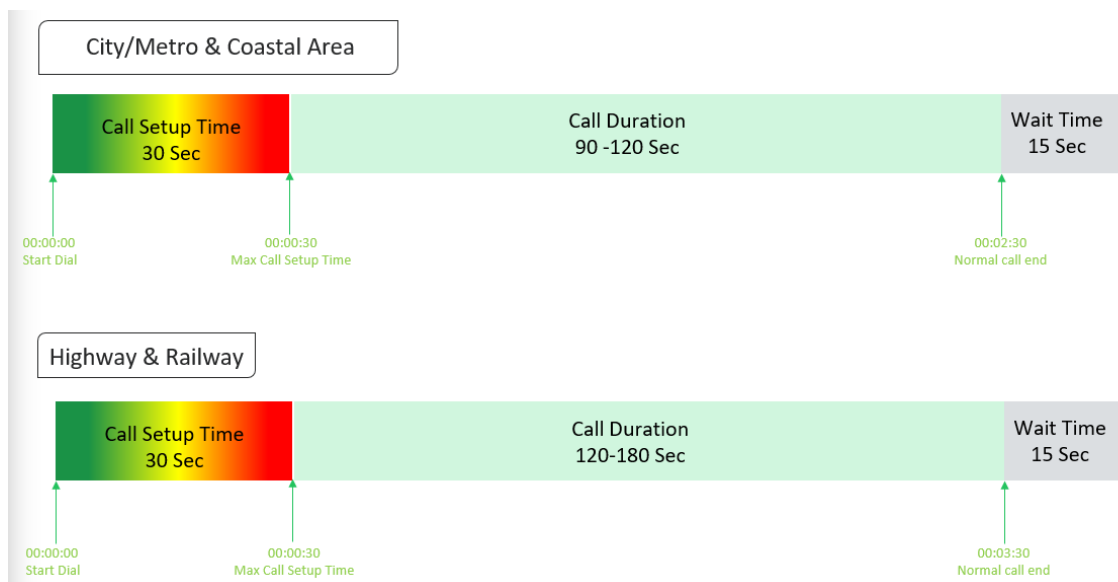 City/Metro & Coastal Area
Call Setup Time
30 Sec
Call Duration
90 -120 Sec
Wait Time
15 Sec
00:00:00
Start Dial
00:00:30
Max Call Setup Time
00:02:30
Normal call end
Highway & Railway
Call Setup Time
30 Sec
Call Duration
120-180 Sec
Wait Time
15 Sec
00:00:00
Start Dial
00:00:30
Max Call Setup Time
00:03:30
Normal call end